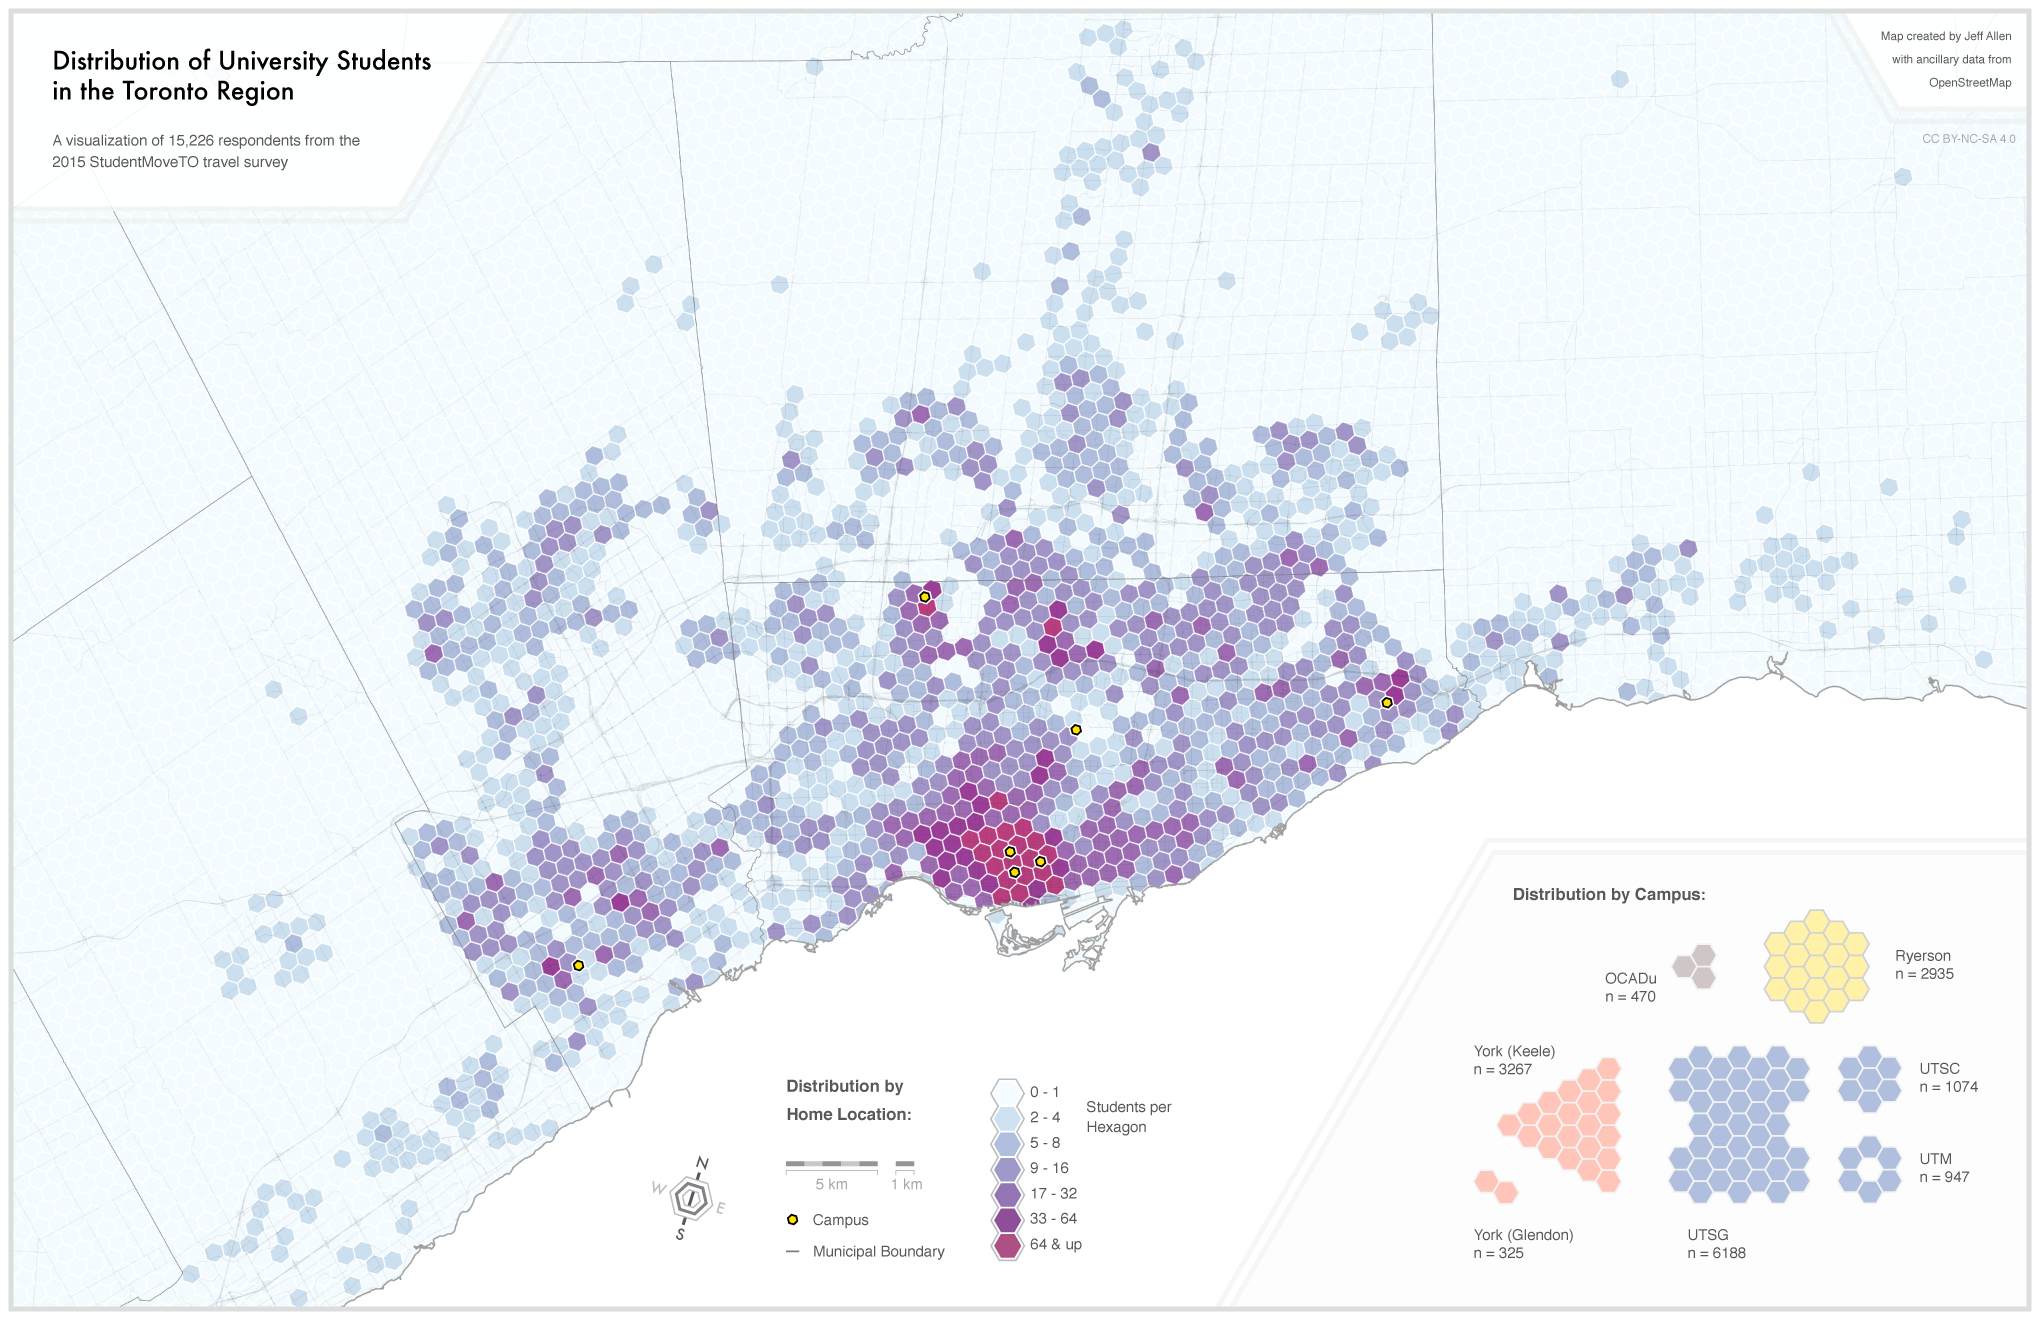 Distribution of University Students
in the Toronto Region
A visualization of 15,226 respondents from the
2015 StudentMoveTO travel survey
Map created by Jeff Allen
with ancillary data from
OpenStreetMap
CC BY-NC-SA 4.0
Distribution by
Home Location:
5 km
1 km
Campus
Municipal Boundary
N
W
E
S
0 - 1
2 - 4
5 - 8
9 - 16
17 - 32
33 - 64
64 & up
Students per
Hexagon
Distribution by Campus:
OCADu
n = 470
Ryerson
n = 2935
York (Keele)
n = 3267
UTSC
n = 1074
UTM
n = 947
York (Glendon)
n = 325
UTSG
n = 6188